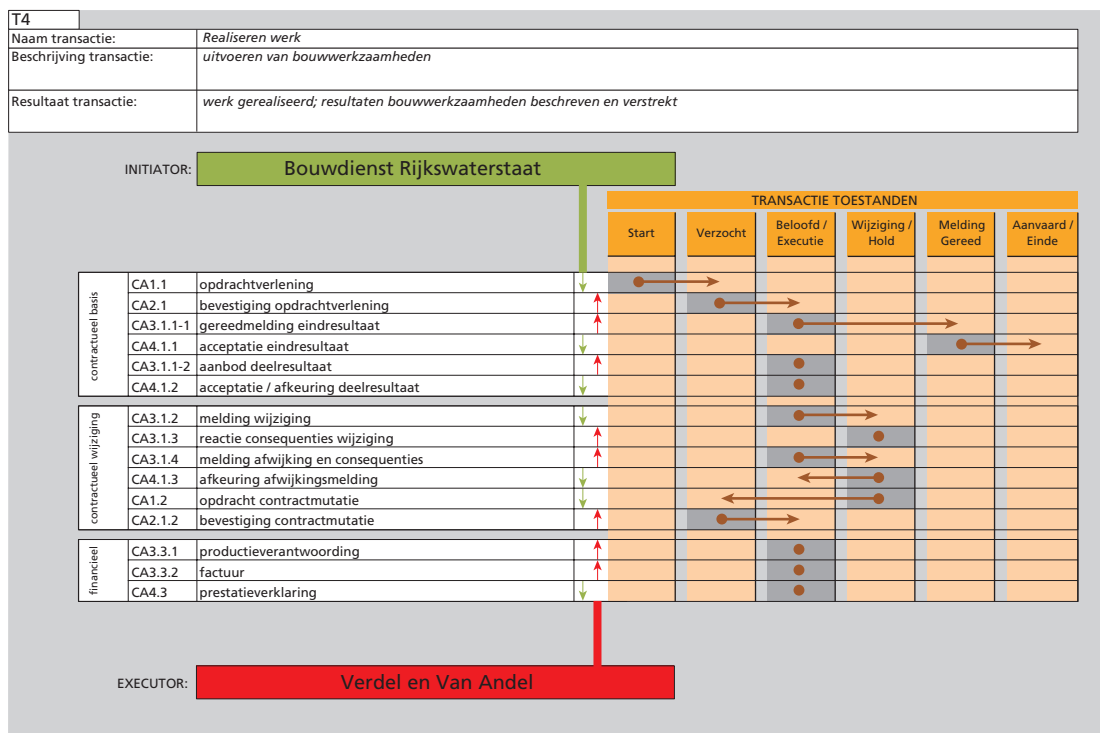 T4
Naam transactie: Realiseren werk
Beschrijving transactie: uitvoeren van bouwwerkzaamheden
Resultaat transactie: werk gerealiseerd; resultaten bouwwerkzaamheden beschreven en verstrekt
INITIATOR: Bouwdienst Rijkswaterstaat
TRANSACTIE TOESTANDEN
Start
Verzocht
Beloofd /
Executie
Wijziging /
Hold
Melding
Gereed
Aanvaard /
Einde
contractueel basis
CA1.1 opdrachtverlening
CA2.1 bevestiging opdrachtverlening
CA3.1.1-1 gereedmelding eindresultaat
CA4.1.1 acceptatie eindresultaat
CA3.1.1-2 aanbod deelresultaat
CA4.1.2 acceptatie / afkeuring deelresultaat
contractueel wijziging
CA3.1.2 melding wijziging
CA3.1.3 reactie consequenties wijziging
CA3.1.4 melding afwijking en consequenties
CA4.1.3 afkeuring afwijkingsmelding
CA1.2 opdracht contractmutatie
CA2.1.2 bevestiging contractmutatie
financieel
CA3.3.1 productieverantwoording
CA3.3.2 factuur
CA4.3 prestatieverklaring
EXECUTOR: Verdel en Van Andel